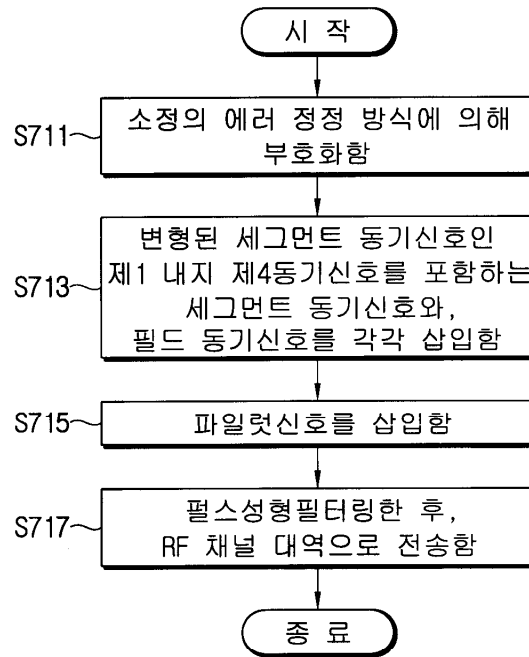 시 작
S711
소정의 에러 정정 방식에 의해
부호화함
S713
변형된 세그먼트 동기신호인
제1 내지 제4동기신호를 포함하는
세그먼트 동기신호와,
필드 동기신호를 각각 삽입함
S715
파일럿신호를 삽입함
S717
펄스성형필터링한 후,
RF 채널 대역으로 전송함
종 료